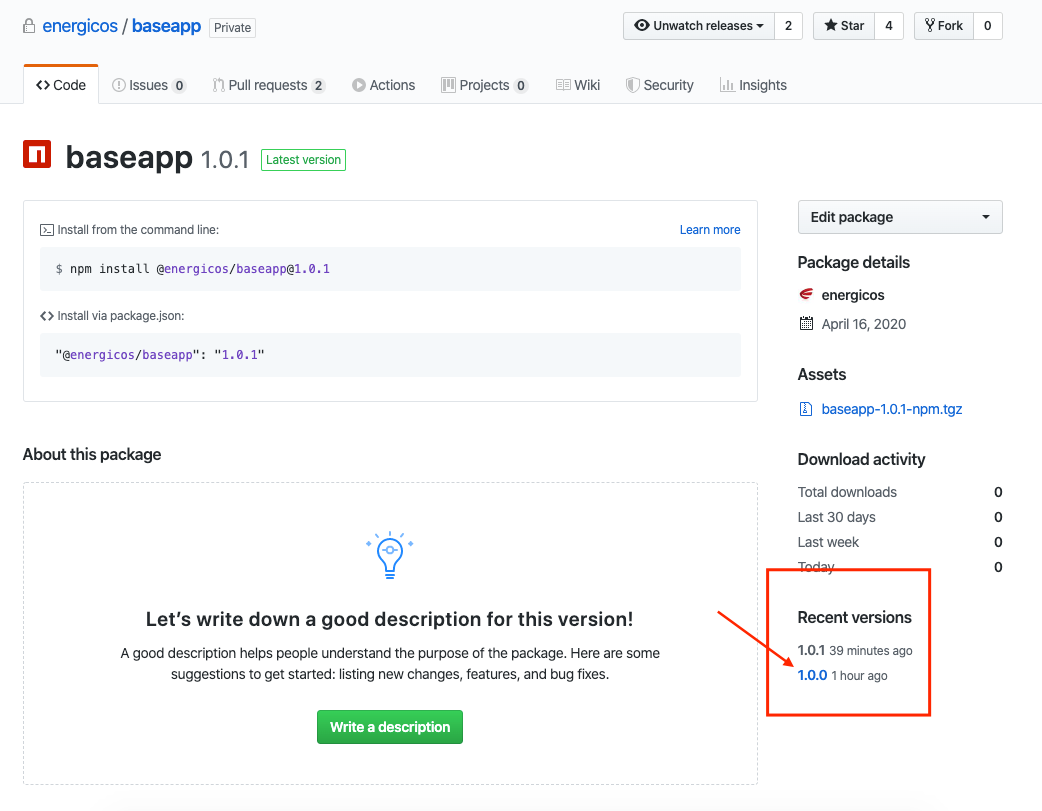 energicos / baseapp Private
Unwatch releases 2 Star 4 Fork 0
Code Issues 0 Pull requests 2 Actions Projects 0 Wiki Security Insights
baseapp 1.0.1 Latest version
Install from the command line: Learn more
$ npm install @energicos/baseapp@1.0.1
Install via package.json:
"@energicos/baseapp": "1.0.1"
About this package
Let's write down a good description for this version!
A good description helps people understand the purpose of the package. Here are some
suggestions to get started: listing new changes, features, and bug fixes.
Write a description
Edit package
Package details
energicos
April 16, 2020
Assets
baseapp-1.0.1-npm.tgz
Download activity
Total downloads 0
Last 30 days 0
Last week 0
Today 0
Recent versions
1.0.1 39 minutes ago
1.0.0 1 hour ago